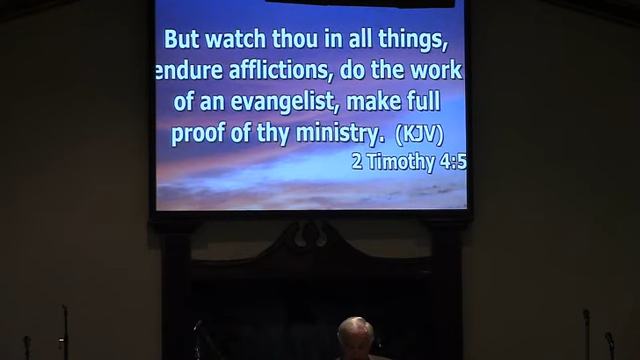 But watch thou in all things,
endure afflictions, do the work
of an evangelist, make full
proof of thy ministry. (KJV)
2 Timothy 4:5